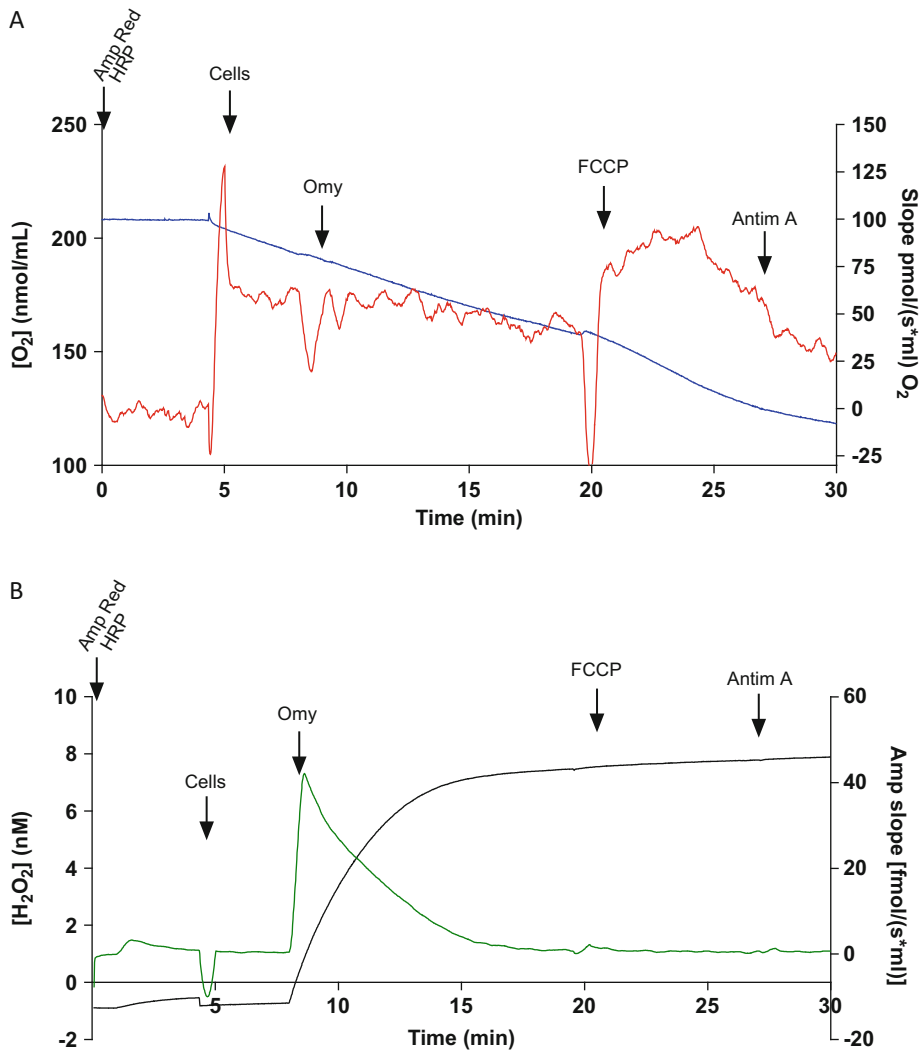 A
Amp Red
HRP
Cells
Omy
FCCP
Antim A
250
200
150
100
[O₂] (nmol/mL)
150
125
100
75
50
25
0
-25
Slope pmol/(s*ml) O₂
0
5
10
15
20
25
30
Time (min)
B
Amp Red
HRP
Cells
Omy
FCCP
Antim A
10
8
6
4
2
0
-2
[H₂O₂] (nM)
60
40
20
0
-20
Amp slope [fmol/(s*ml)]
5
10
15
20
25
30
Time (min)